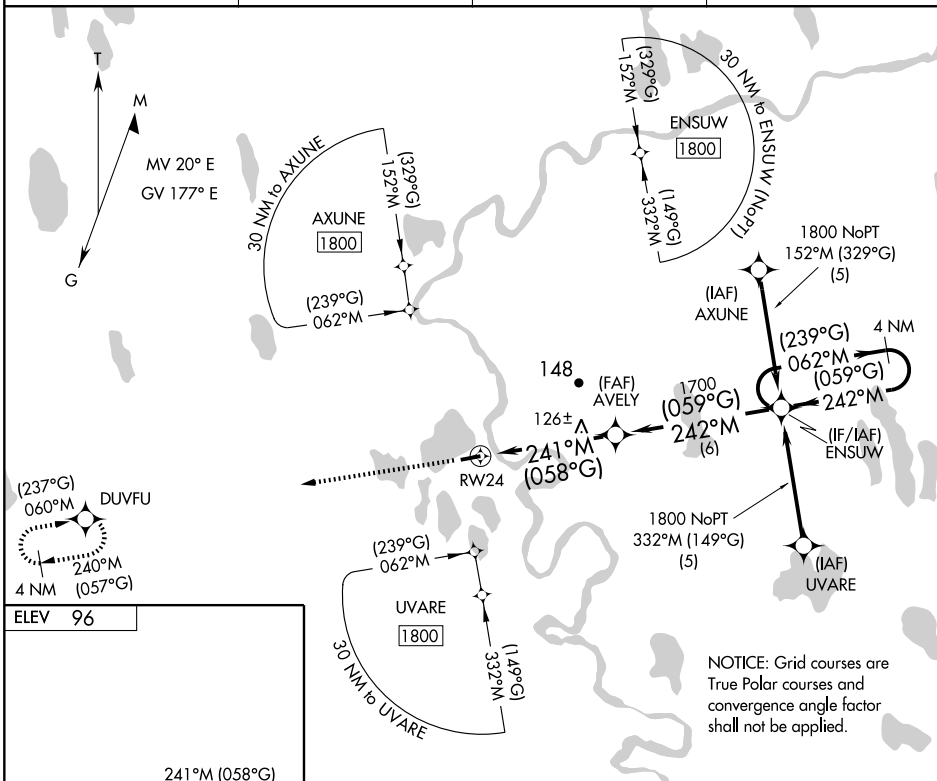 T
M
MV 20° E
GV 177° E
G
30 NM to AXUNE
(329°G)
152°M
AXUNE
1800
(239°G)
062°M
(329°G)
152°M
30 NM to ENSUW (NoPT)
ENSUW
1800
(149°G)
332°M
1800 NoPT
152°M (329°G)
(5)
(IAF)
AXUNE
(239°G)
062°M
4 NM
(059°G)
242°M
(IF/IAF)
ENSUW
148
(FAF)
AVELY
126±
1700
(059°G)
242°M
(6)
241°M
(058°G)
RW24
(237°G)
060°M
DUVFU
240°M
(057°G)
4 NM
1800 NoPT
332°M (149°G)
(5)
(IAF)
UVARE
(239°G)
062°M
UVARE
1800
(149°G)
332°M
30 NM to UVARE
ELEV 96
NOTICE: Grid courses are
True Polar courses and
convergence angle factor
shall not be applied.
241°M (058°G)